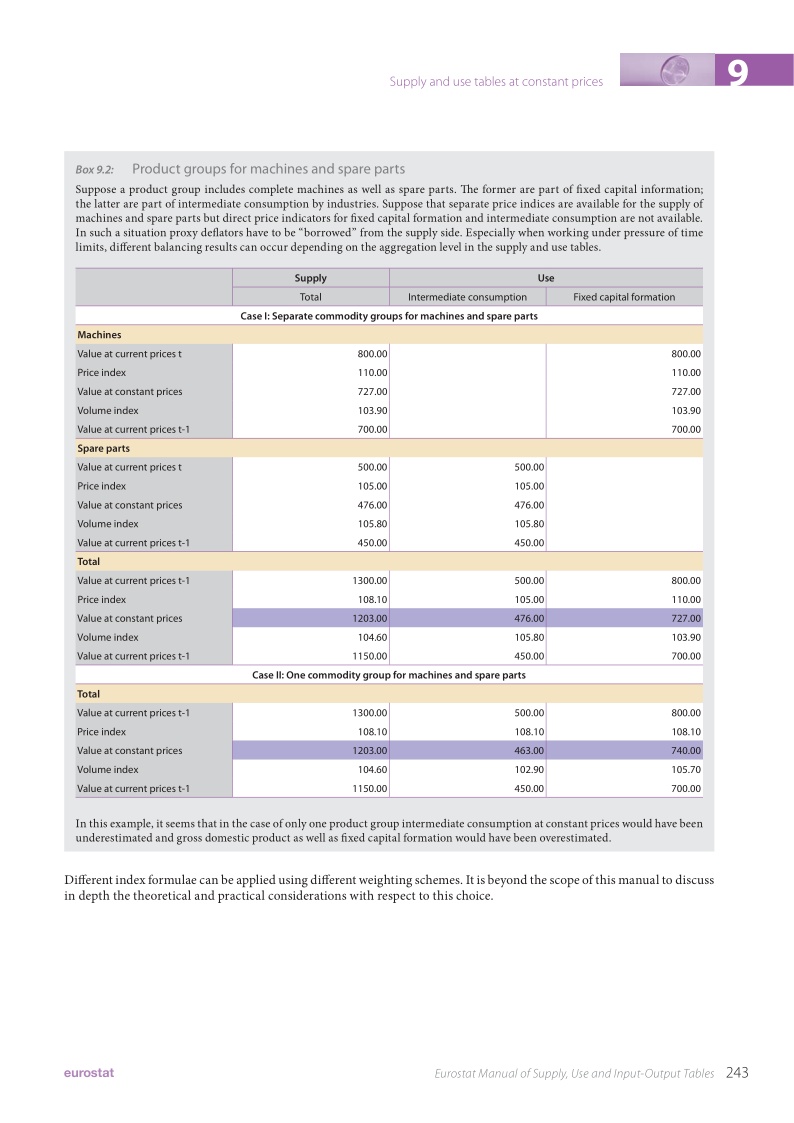 Supply and use tables at constant prices
9
Box 9.2: Product groups for machines and spare parts
Suppose a product group includes complete machines as well as spare parts. The former are part of fixed capital information;
the latter are part of intermediate consumption by industries. Suppose that separate price indices are available for the supply of
machines and spare parts but direct price indicators for fixed capital formation and intermediate consumption are not available.
In such a situation proxy deflators have to be “borrowed” from the supply side. Especially when working under pressure of time
limits, different balancing results can occur depending on the aggregation level in the supply and use tables.
Supply Use
Total Intermediate consumption Fixed capital formation
Case I: Separate commodity groups for machines and spare parts
Machines
Value at current prices t 800.00 800.00
Price index 110.00 110.00
Value at constant prices 727.00 727.00
Volume index 103.90 103.90
Value at current prices t-1 700.00 700.00
Spare parts
Value at current prices t 500.00 500.00
Price index 105.00 105.00
Value at constant prices 476.00 476.00
Volume index 105.80 105.80
Value at current prices t-1 450.00 450.00
Total
Value at current prices t-1 1300.00 500.00 800.00
Price index 108.10 105.00 110.00
Value at constant prices 1203.00 476.00 727.00
Volume index 104.60 105.80 103.90
Value at current prices t-1 1150.00 450.00 700.00
Case II: One commodity group for machines and spare parts
Total
Value at current prices t-1 1300.00 500.00 800.00
Price index 108.10 108.10 108.10
Value at constant prices 1203.00 463.00 740.00
Volume index 104.60 102.90 105.70
Value at current prices t-1 1150.00 450.00 700.00
In this example, it seems that in the case of only one product group intermediate consumption at constant prices would have been
underestimated and gross domestic product as well as fixed capital formation would have been overestimated.
Different index formulae can be applied using different weighting schemes. It is beyond the scope of this manual to discuss
in depth the theoretical and practical considerations with respect to this choice.
eurostat Eurostat Manual of Supply, Use and Input-Output Tables 243